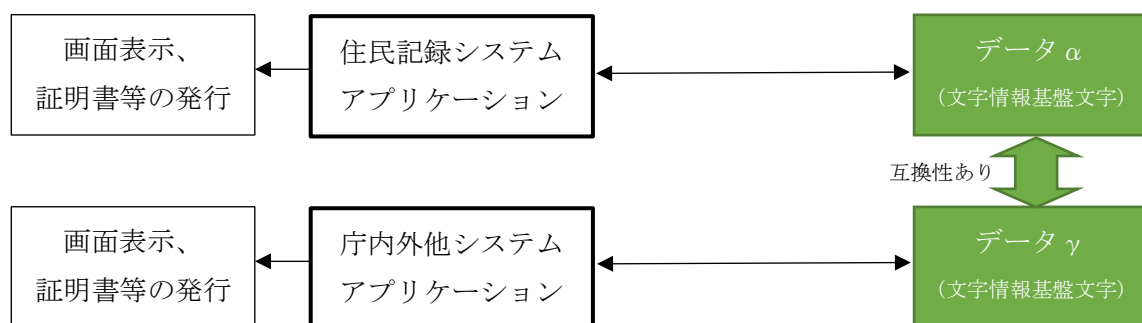 画面表示、
証明書等の発行
住民記録システム
アプリケーション
データ α
(文字情報基盤文字)
互換性あり
画面表示、
証明書等の発行
庁内外他システム
アプリケーション
データ γ
(文字情報基盤文字)